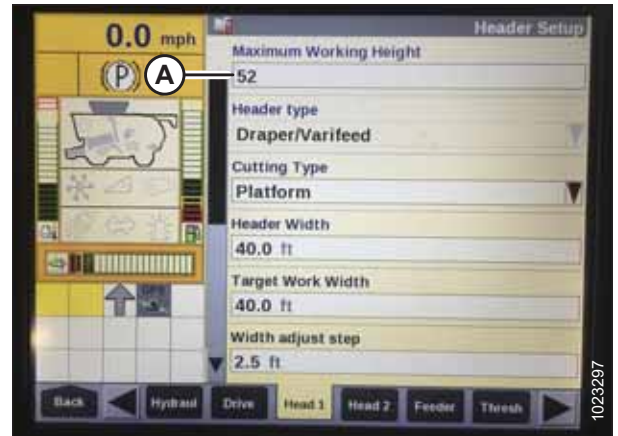 0.0 mph
Header Setup
(P)
A
Maximum Working Height
52
Header type
Draper/Varifeed
Cutting Type
Platform
Header Width
40.0 ft
Target Work Width
40.0 ft
Width adjust step
2.5 ft
Back
Hydraul
Drive
Head 1
Head 2
Feeder
Thresh
1023297